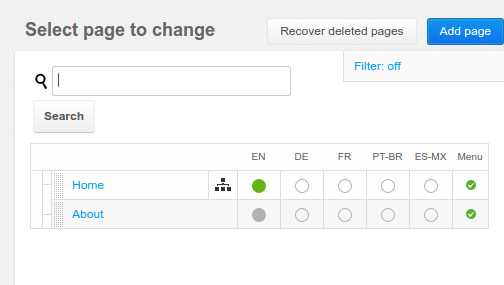 Select page to change
Recover deleted pages
Add page
Filter: off
Search
EN DE FR PT-BR ES-MX Menu
Home
About